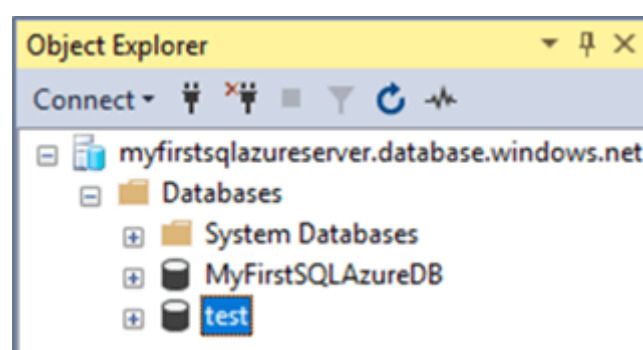 Object Explorer
Connect
myfirstsqlazureserver.database.windows.net
Databases
System Databases
MyFirstSQLAzureDB
test